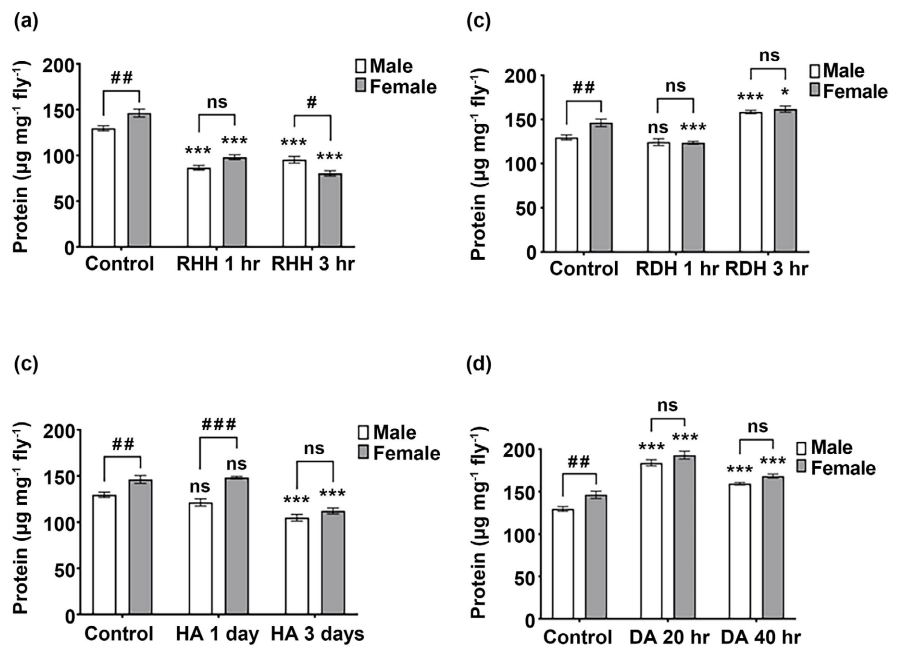 (a)
Protein (µg mg⁻¹ fly⁻¹)
200
150
100
50
0
##
ns
***
***
#
***
***
Male
Female
Control
RHH 1 hr
RHH 3 hr
(c)
Protein (µg mg⁻¹ fly⁻¹)
200
150
100
50
0
##
ns
ns
***
ns
***
*
Male
Female
Control
RDH 1 hr
RDH 3 hr
(c)
Protein (µg mg⁻¹ fly⁻¹)
200
150
100
50
0
##
###
ns
ns
ns
***
***
Male
Female
Control
HA 1 day
HA 3 days
(d)
Protein (µg mg⁻¹ fly⁻¹)
200
150
100
50
0
##
ns
***
***
ns
***
***
Male
Female
Control
DA 20 hr
DA 40 hr